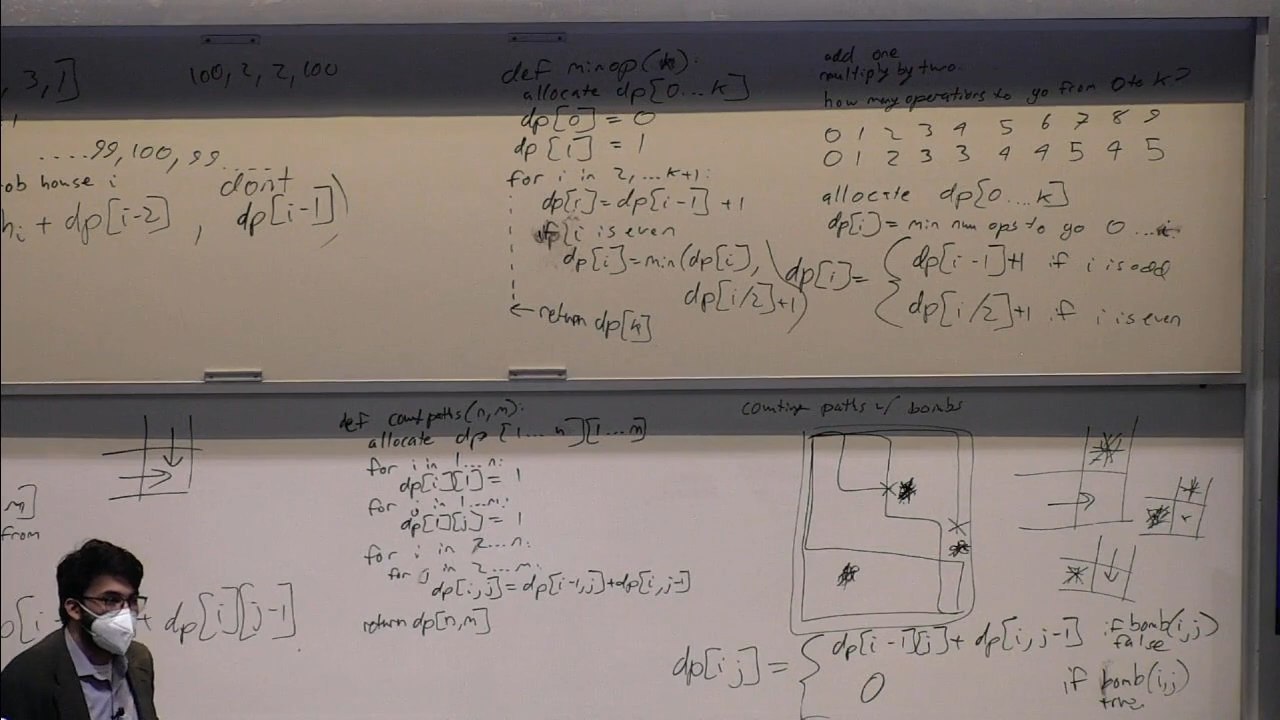 , 3, 1]
100, 2, 2, 100
....99, 100, 99....
ob house i
dont
hi + dp[i-2] , dp[i-1])
def minop(k):
allocate dp[0...k]
dp[0] = 0
dp[1] = 1
for i in 2,...k+1:
dp[i]=dp[i-1] +1
if i is even
dp[i]=min(dp[i],
dp[i/2]+1)
← return dp[k]
add one
multiply by two.
how many operations to go from 0 to k?
0 1 2 3 4 5 6 7 8 9
0 1 2 3 3 4 4 5 4 5
allocate dp[0...k]
dp[i]= min num ops to go 0...i
dp[i]= { dp[i-1]+1 if i is odd
{ dp[i/2]+1 if i is even
m]
from
+ dp[i][j-1]
def countpaths(n,m):
allocate dp [1...n][1...m]
for i in 1...n:
dp[i][1] = 1
for j in 1...m:
dp[1][j] = 1
for i in 2...n:
for j in 2...m:
dp[i,j]=dp[i-1,j]+dp[i,j-1]
return dp[n,m]
counting paths w/ bombs
dp[i,j] = { dp[i-1][j]+ dp[i,j-1] if bomb(i,j)
false
0 if bomb(i,j)
true